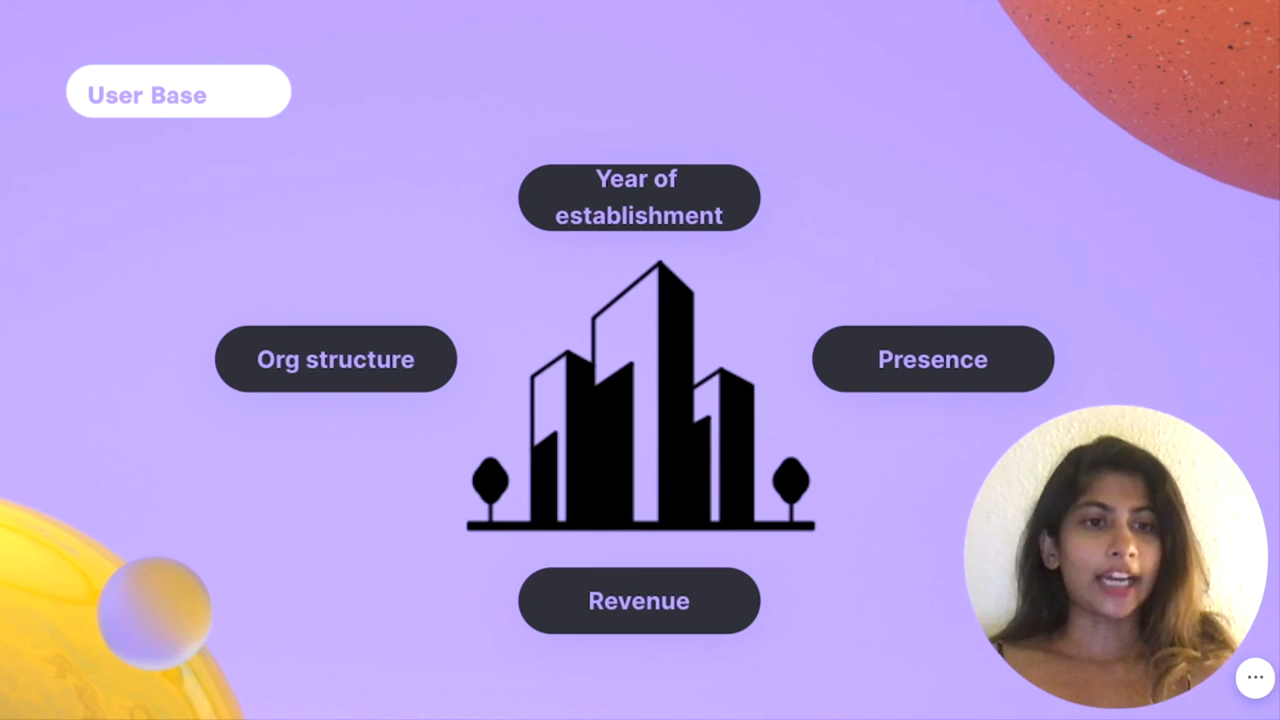 User Base
Year of
establishment
Org structure
Presence
Revenue